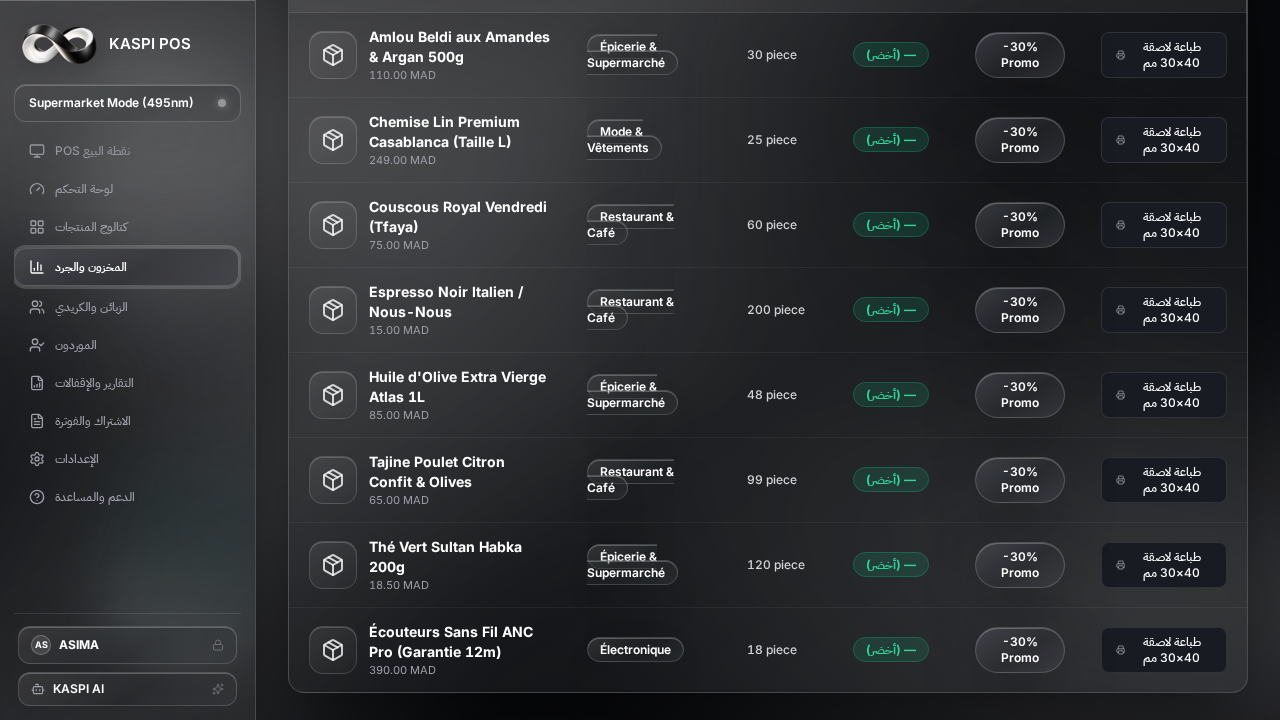 KASPI POS
Supermarket Mode (495nm)
نقطة البيع POS
لوحة التحكم
كتالوج المنتجات
المخزون والجرد
الزبائن والكريدي
الموردون
التقارير والإقفالات
الاشتراك والفوترة
الإعدادات
الدعم والمساعدة
AS ASIMA
KASPI AI
Amlou Beldi aux Amandes
& Argan 500g
110.00 MAD
Épicerie &
Supermarché
30 piece
— (أخضر)
-30%
Promo
طباعة لاصقة
40×30 مم
Chemise Lin Premium
Casablanca (Taille L)
249.00 MAD
Mode &
Vêtements
25 piece
— (أخضر)
-30%
Promo
طباعة لاصقة
40×30 مم
Couscous Royal Vendredi
(Tfaya)
75.00 MAD
Restaurant &
Café
60 piece
— (أخضر)
-30%
Promo
طباعة لاصقة
40×30 مم
Espresso Noir Italien /
Nous-Nous
15.00 MAD
Restaurant &
Café
200 piece
— (أخضر)
-30%
Promo
طباعة لاصقة
40×30 مم
Huile d'Olive Extra Vierge
Atlas 1L
85.00 MAD
Épicerie &
Supermarché
48 piece
— (أخضر)
-30%
Promo
طباعة لاصقة
40×30 مم
Tajine Poulet Citron
Confit & Olives
65.00 MAD
Restaurant &
Café
99 piece
— (أخضر)
-30%
Promo
طباعة لاصقة
40×30 مم
Thé Vert Sultan Habka
200g
18.50 MAD
Épicerie &
Supermarché
120 piece
— (أخضر)
-30%
Promo
طباعة لاصقة
40×30 مم
Écouteurs Sans Fil ANC
Pro (Garantie 12m)
390.00 MAD
Électronique
18 piece
— (أخضر)
-30%
Promo
طباعة لاصقة
40×30 مم